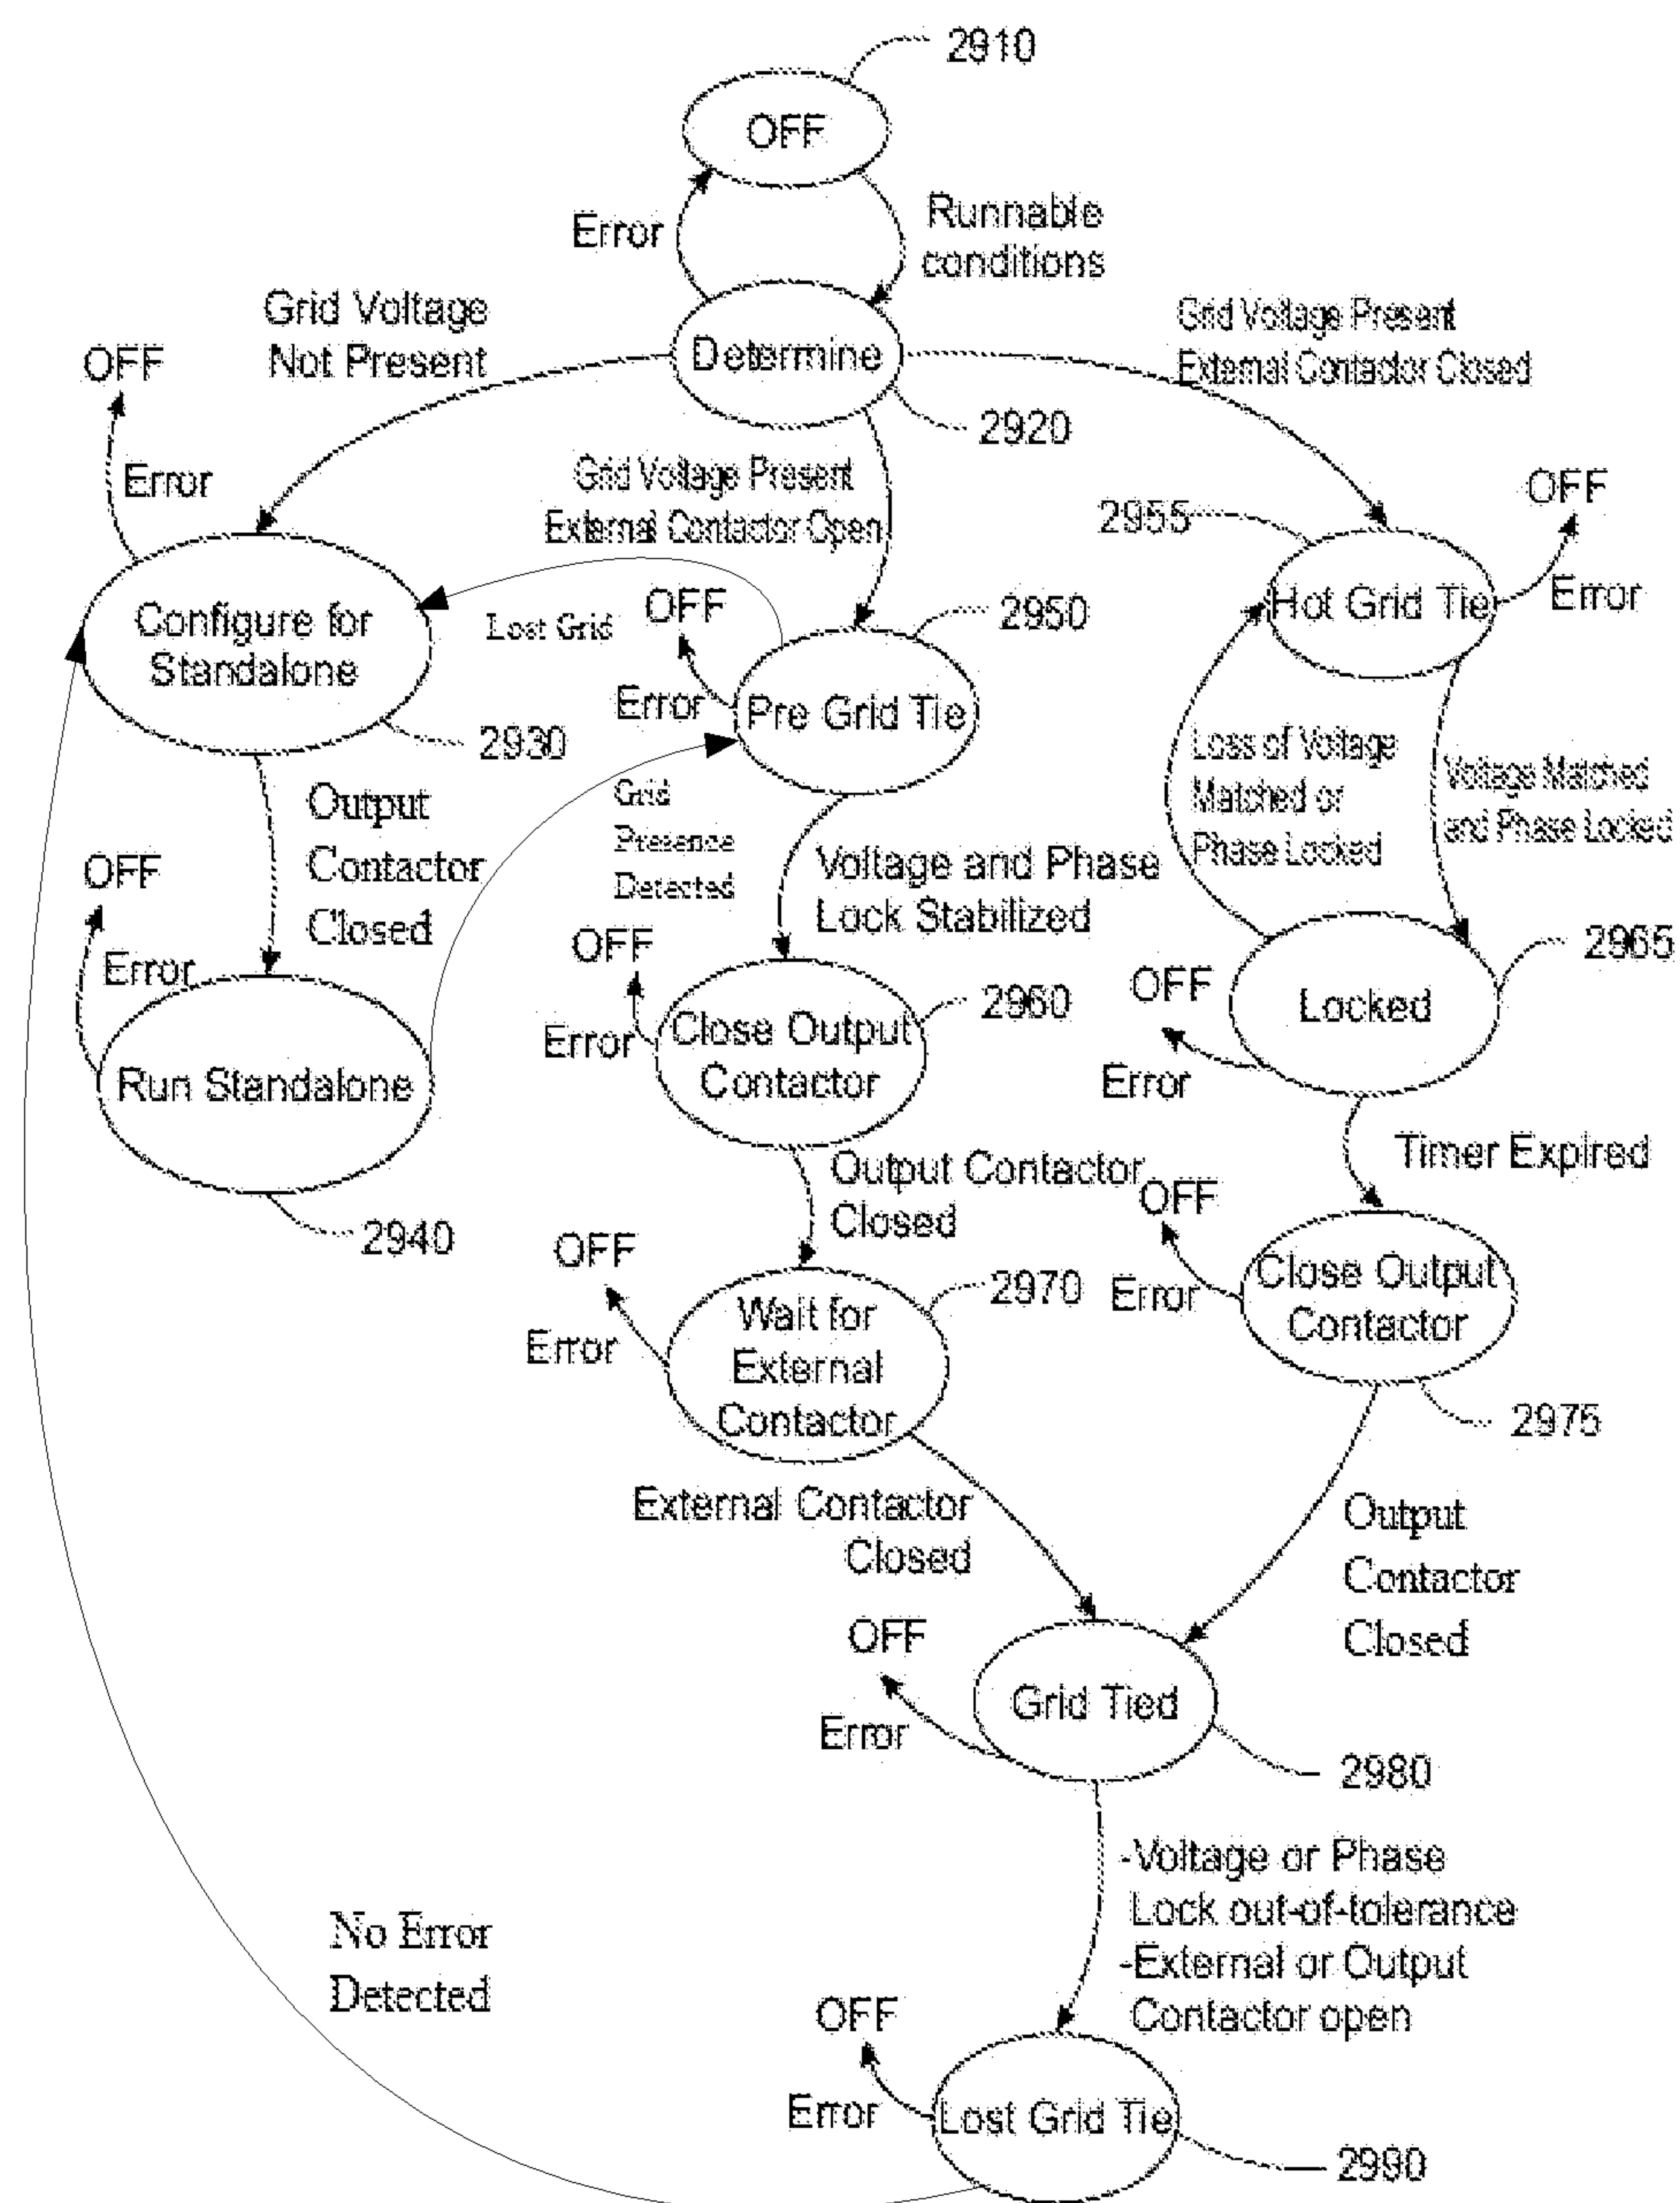 2910
OFF
Error
Runnable
conditions
Grid Voltage
Not Present
Grid Voltage Present
External Contactor Closed
OFF
Determine
2920
Error
Grid Voltage Present
External Contactor Open
2955
OFF
Hot Grid Tie
Error
Configure for
Standalone
Lost Grid
OFF
2950
Error
Pre Grid Tie
2930
Loss of Voltage
Matched or
Phase Locked
Voltage Matched
and Phase Locked
Output
Contactor
Closed
Grid
Presence
Detected
OFF
Error
Voltage and Phase
Lock Stabilized
OFF
2965
2960
OFF
Locked
Error
Close Output
Contactor
Error
Run Standalone
Timer Expired
2940
Output Contactor
Closed
OFF
OFF
2970
Error
Close Output
Contactor
Wait for
External
Contactor
Error
2975
External Contactor
Closed
Output
Contactor
Closed
OFF
Grid Tied
Error
2980
-Voltage or Phase
Lock out-of-tolerance
-External or Output
Contactor open
No Error
Detected
OFF
Error
Lost Grid Tie
2990